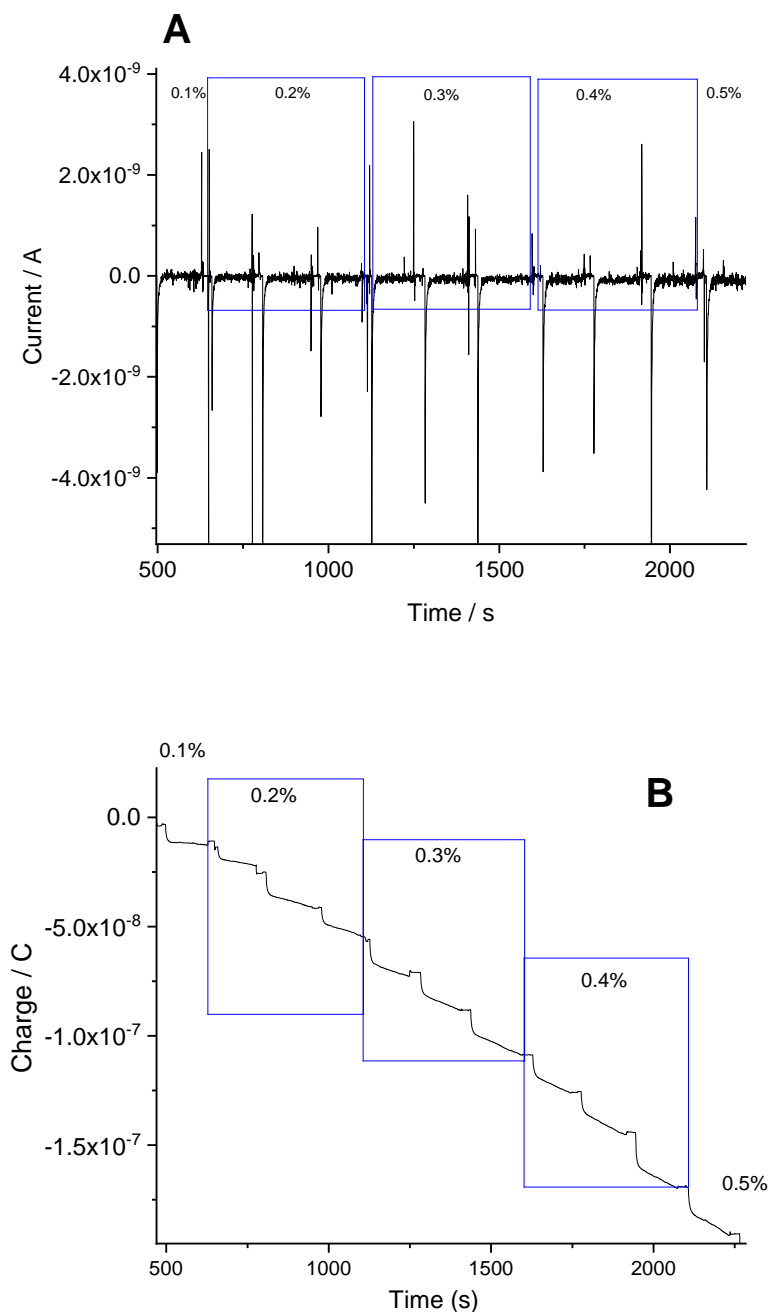 A
4.0x10⁻⁹
0.1%
0.2%
0.3%
0.4%
0.5%
2.0x10⁻⁹
0.0
-2.0x10⁻⁹
-4.0x10⁻⁹
Current / A
500
1000
1500
2000
Time / s
0.1%
B
0.2%
0.0
0.3%
-5.0x10⁻⁸
0.4%
-1.0x10⁻⁷
-1.5x10⁻⁷
0.5%
Charge / C
500
1000
1500
2000
Time (s)